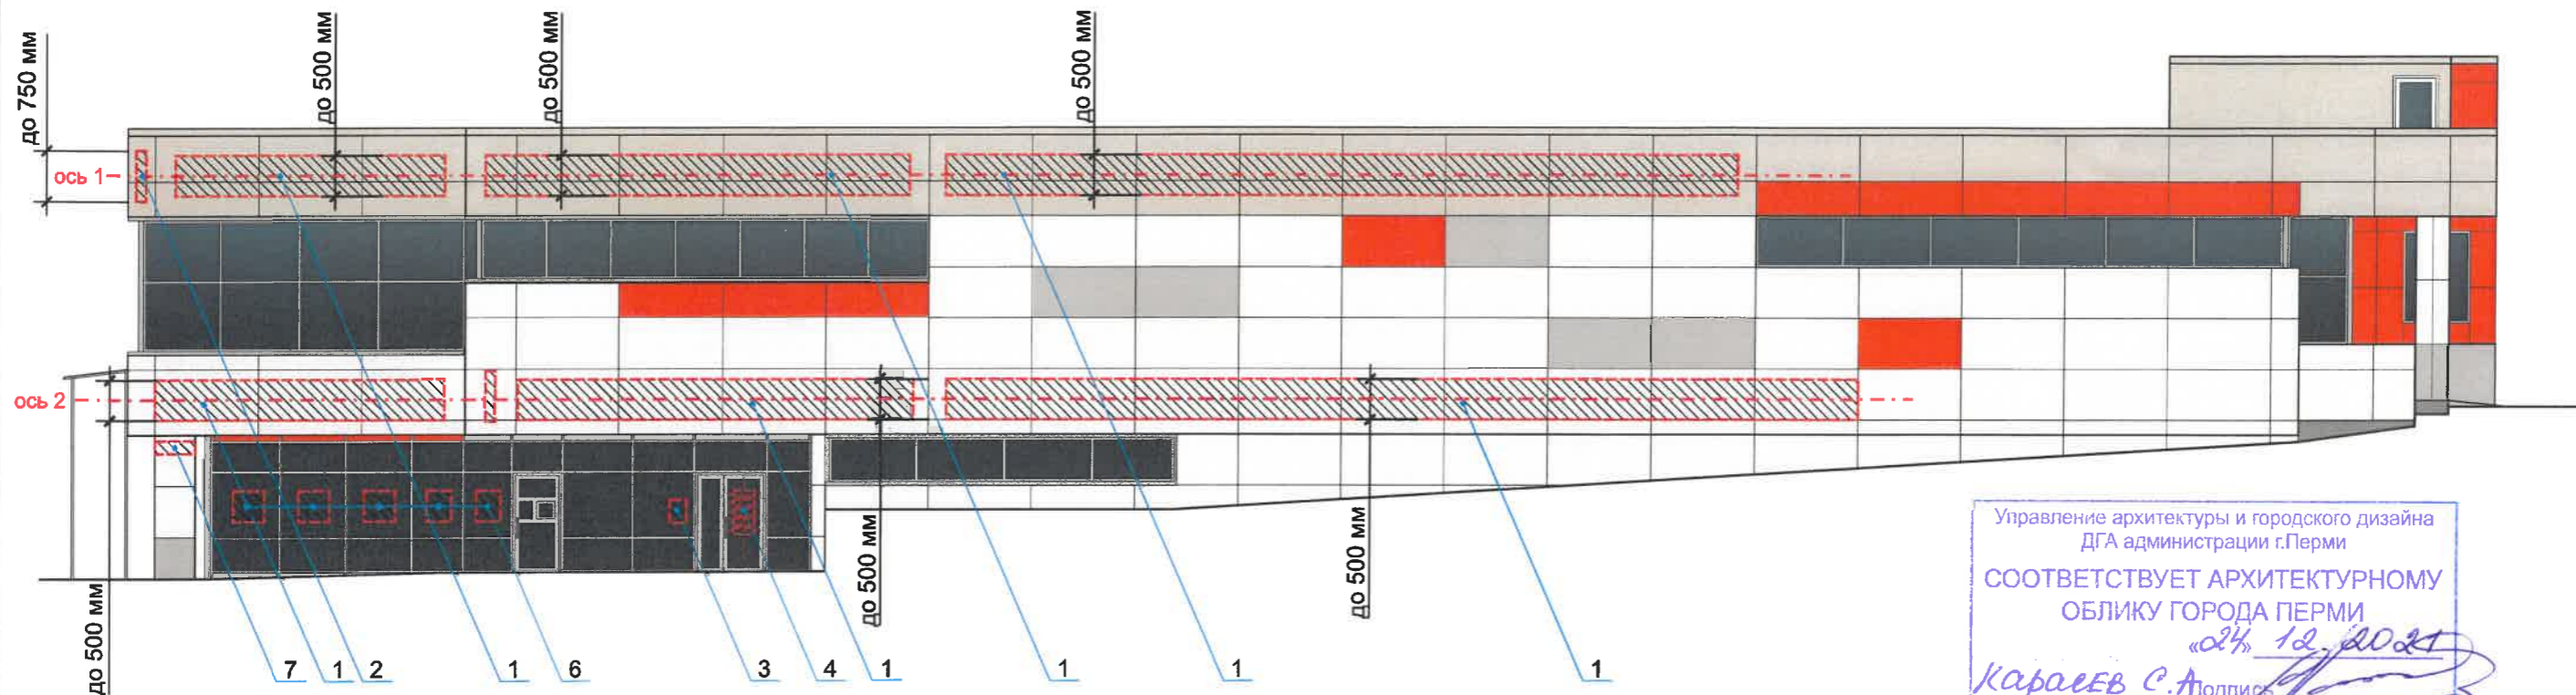 до 750 мм
до 500 мм
до 500 мм
до 500 мм
ось 1
ось 2
до 500 мм
до 500 мм
до 500 мм
7
1
2
1
6
3
4
1
1
1
1
Управление архитектуры и городского дизайна
ДГА администрации г.Перми
СООТВЕТСТВУЕТ АРХИТЕКТУРНОМУ
ОБЛИКУ ГОРОДА ПЕРМИ
«24» 12. 2021
Карасев С.А подпись